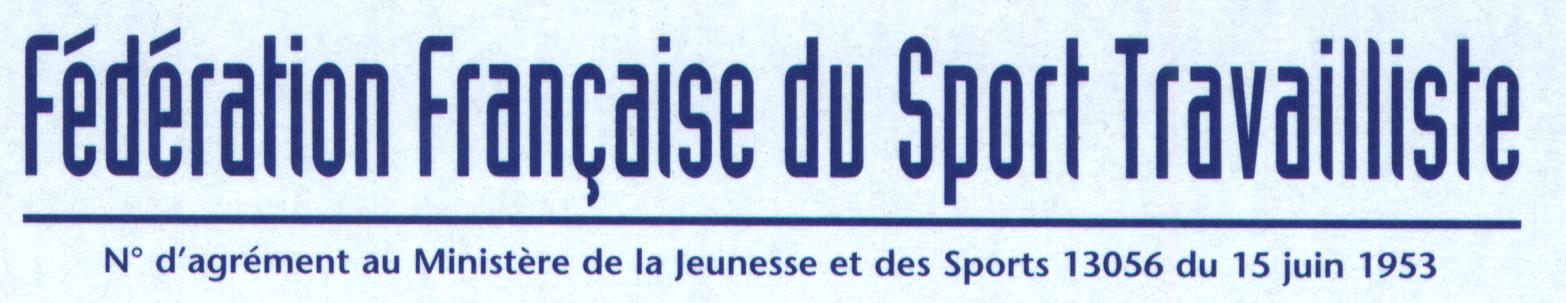 Fédération Française du Sport Travailliste
N° d'agrément au Ministère de la Jeunesse et des Sports 13056 du 15 juin 1953